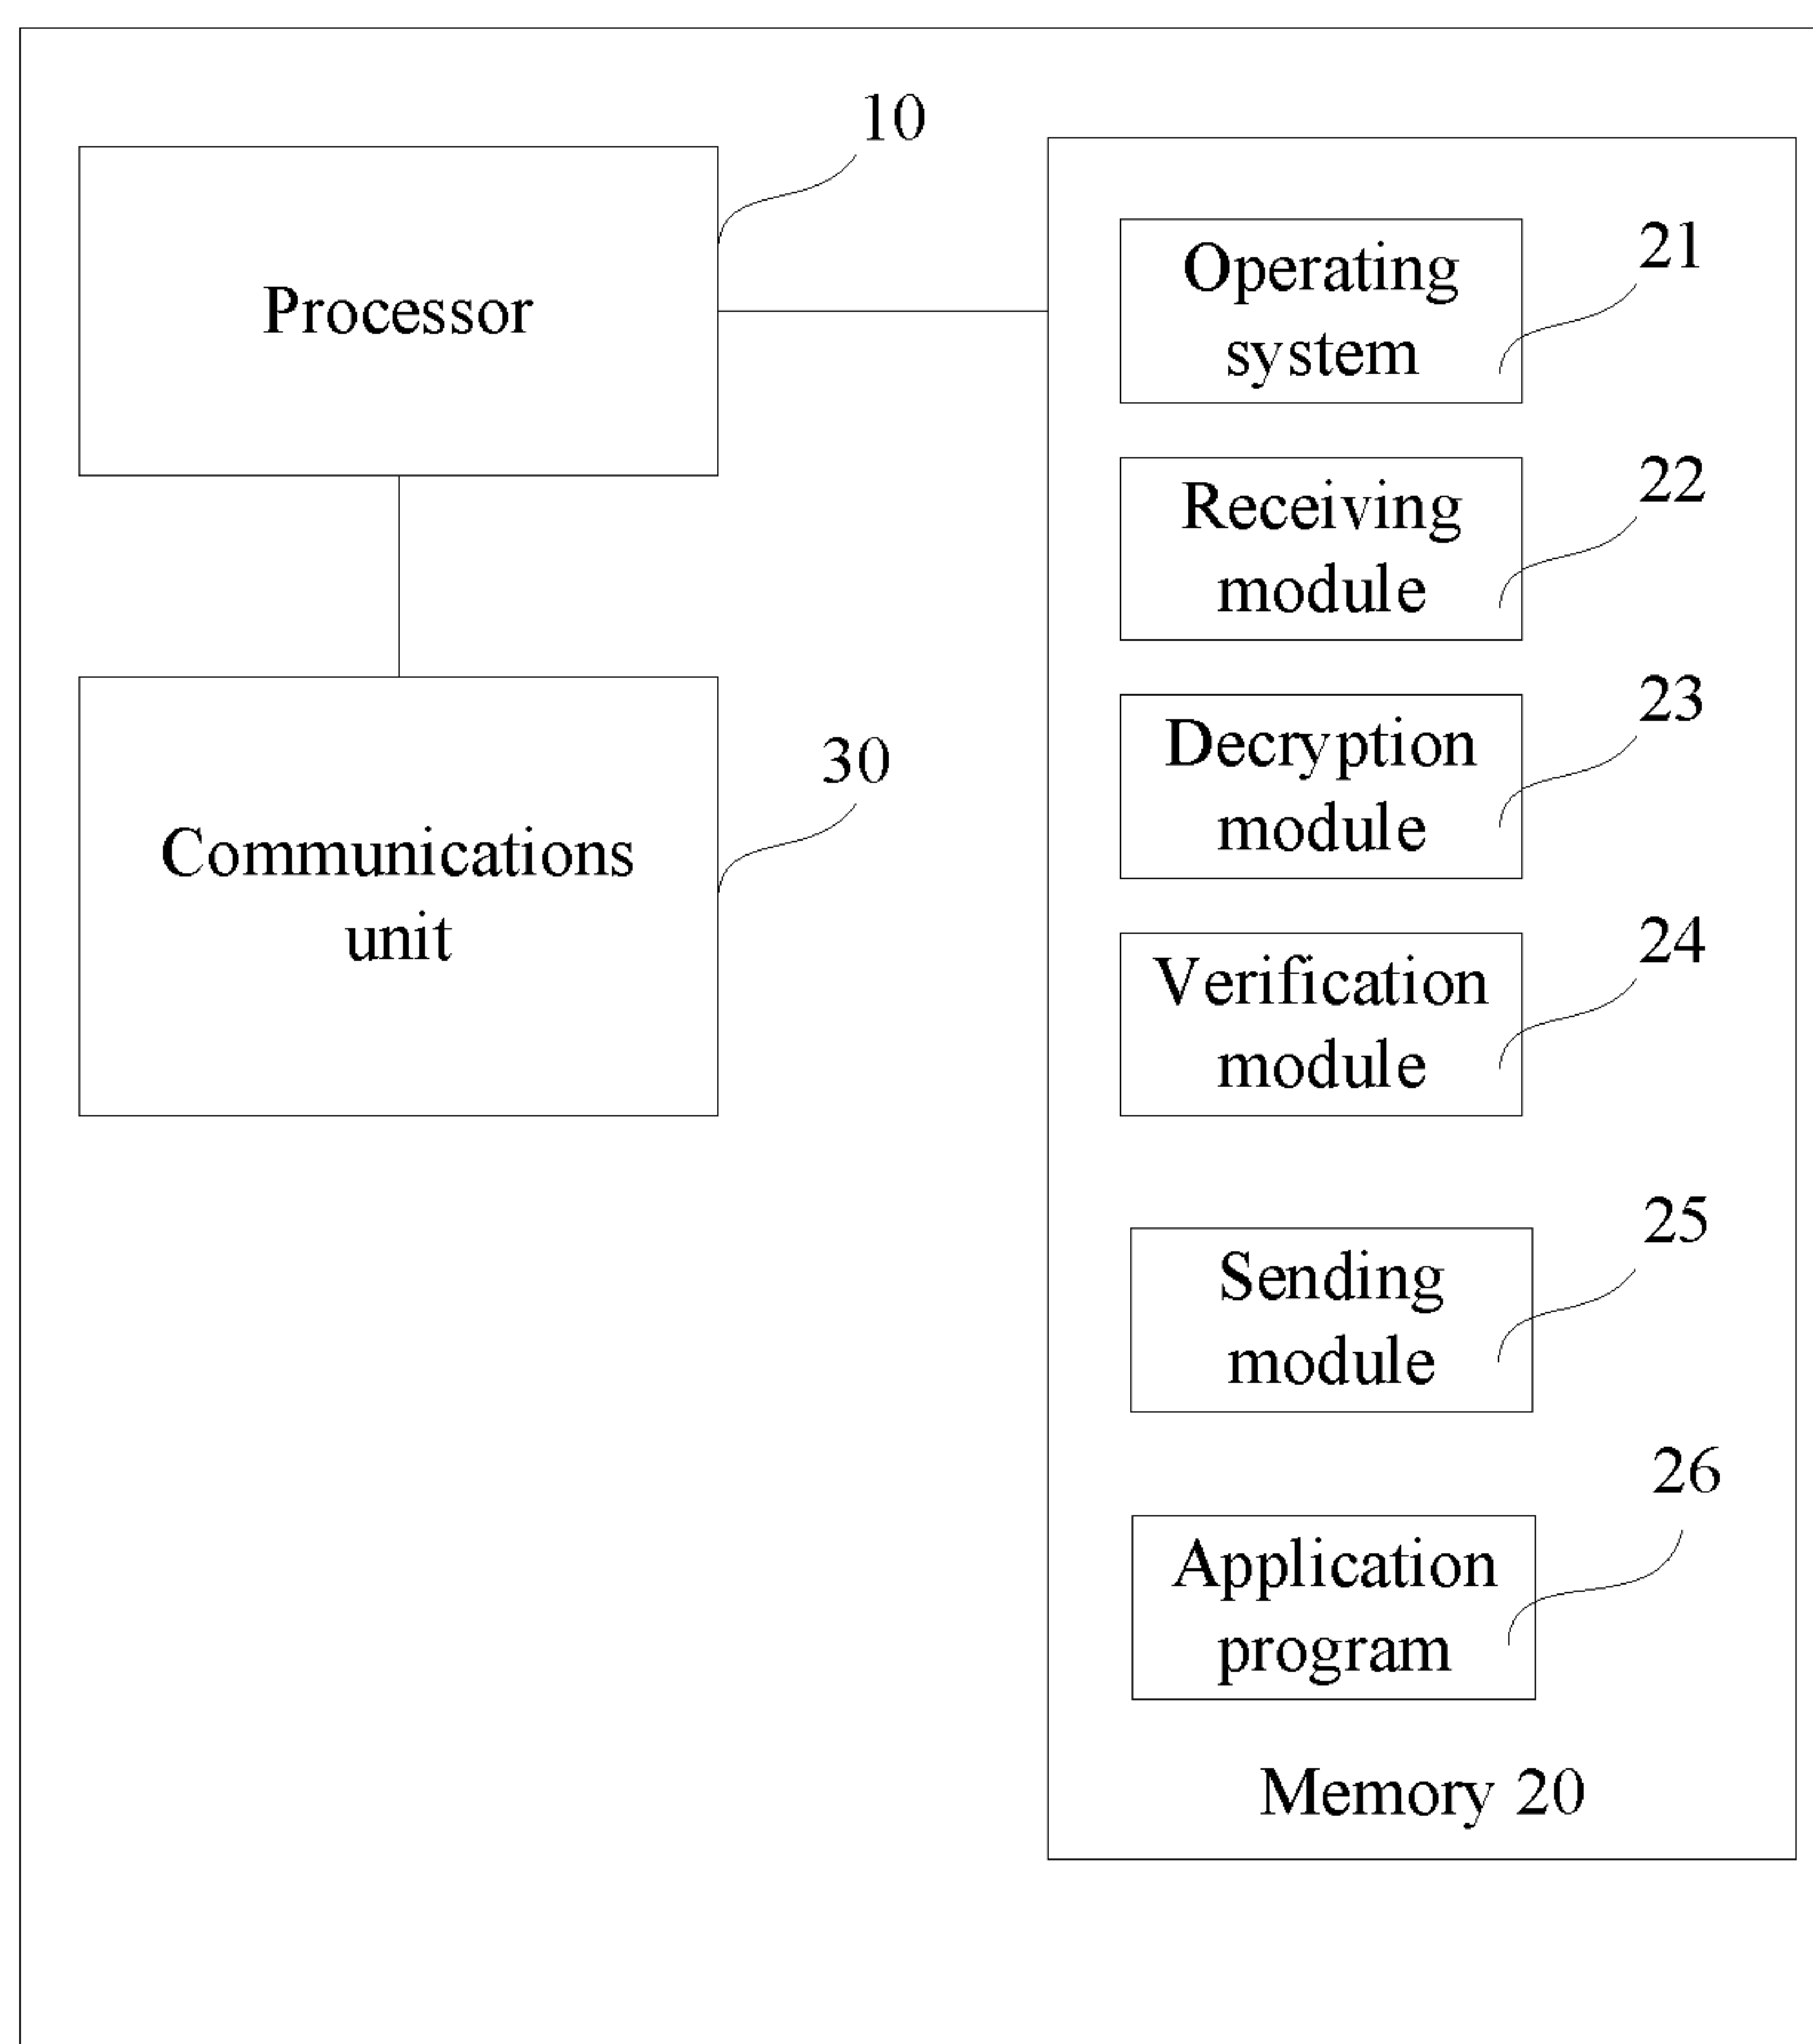 10
Processor
30
Communications
unit
21
Operating
system
22
Receiving
module
23
Decryption
module
24
Verification
module
25
Sending
module
26
Application
program
Memory 20